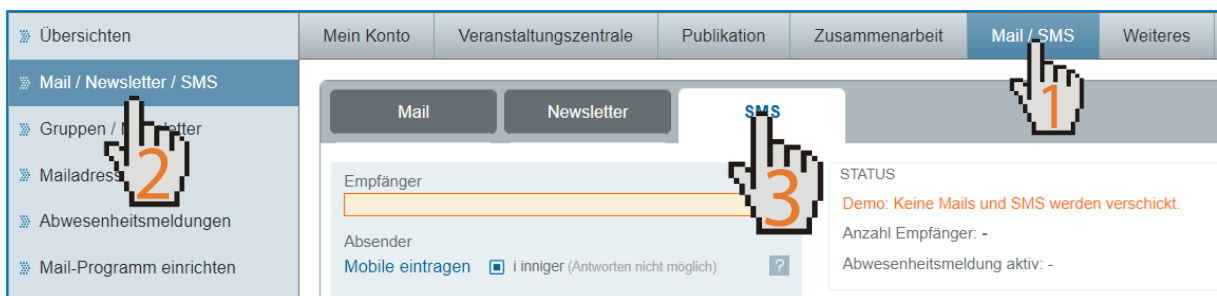 Übersichten
Mein Konto Veranstaltungszentrale Publikation Zusammenarbeit Mail / SMS Weiteres
Mail / Newsletter / SMS
1
Mail Newsletter SMS
Gruppen /
2
3
Empfänger
STATUS
Demo: Keine Mails und SMS werden verschickt.
Abwesenheitsmeldungen
Anzahl Empfänger: -
Absender
Mobile eintragen i inniger (Antworten nicht möglich) ?
Abwesenheitsmeldung aktiv: -
Mail-Programm einrichten